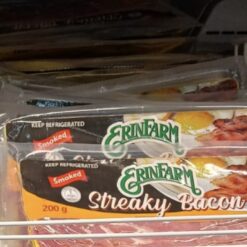 KEEP REFRIGERATED
Smoked
ERINFARM
KEEP REFRIGERATED
Smoked
ERINFARM
Streaky Bacon
200 g